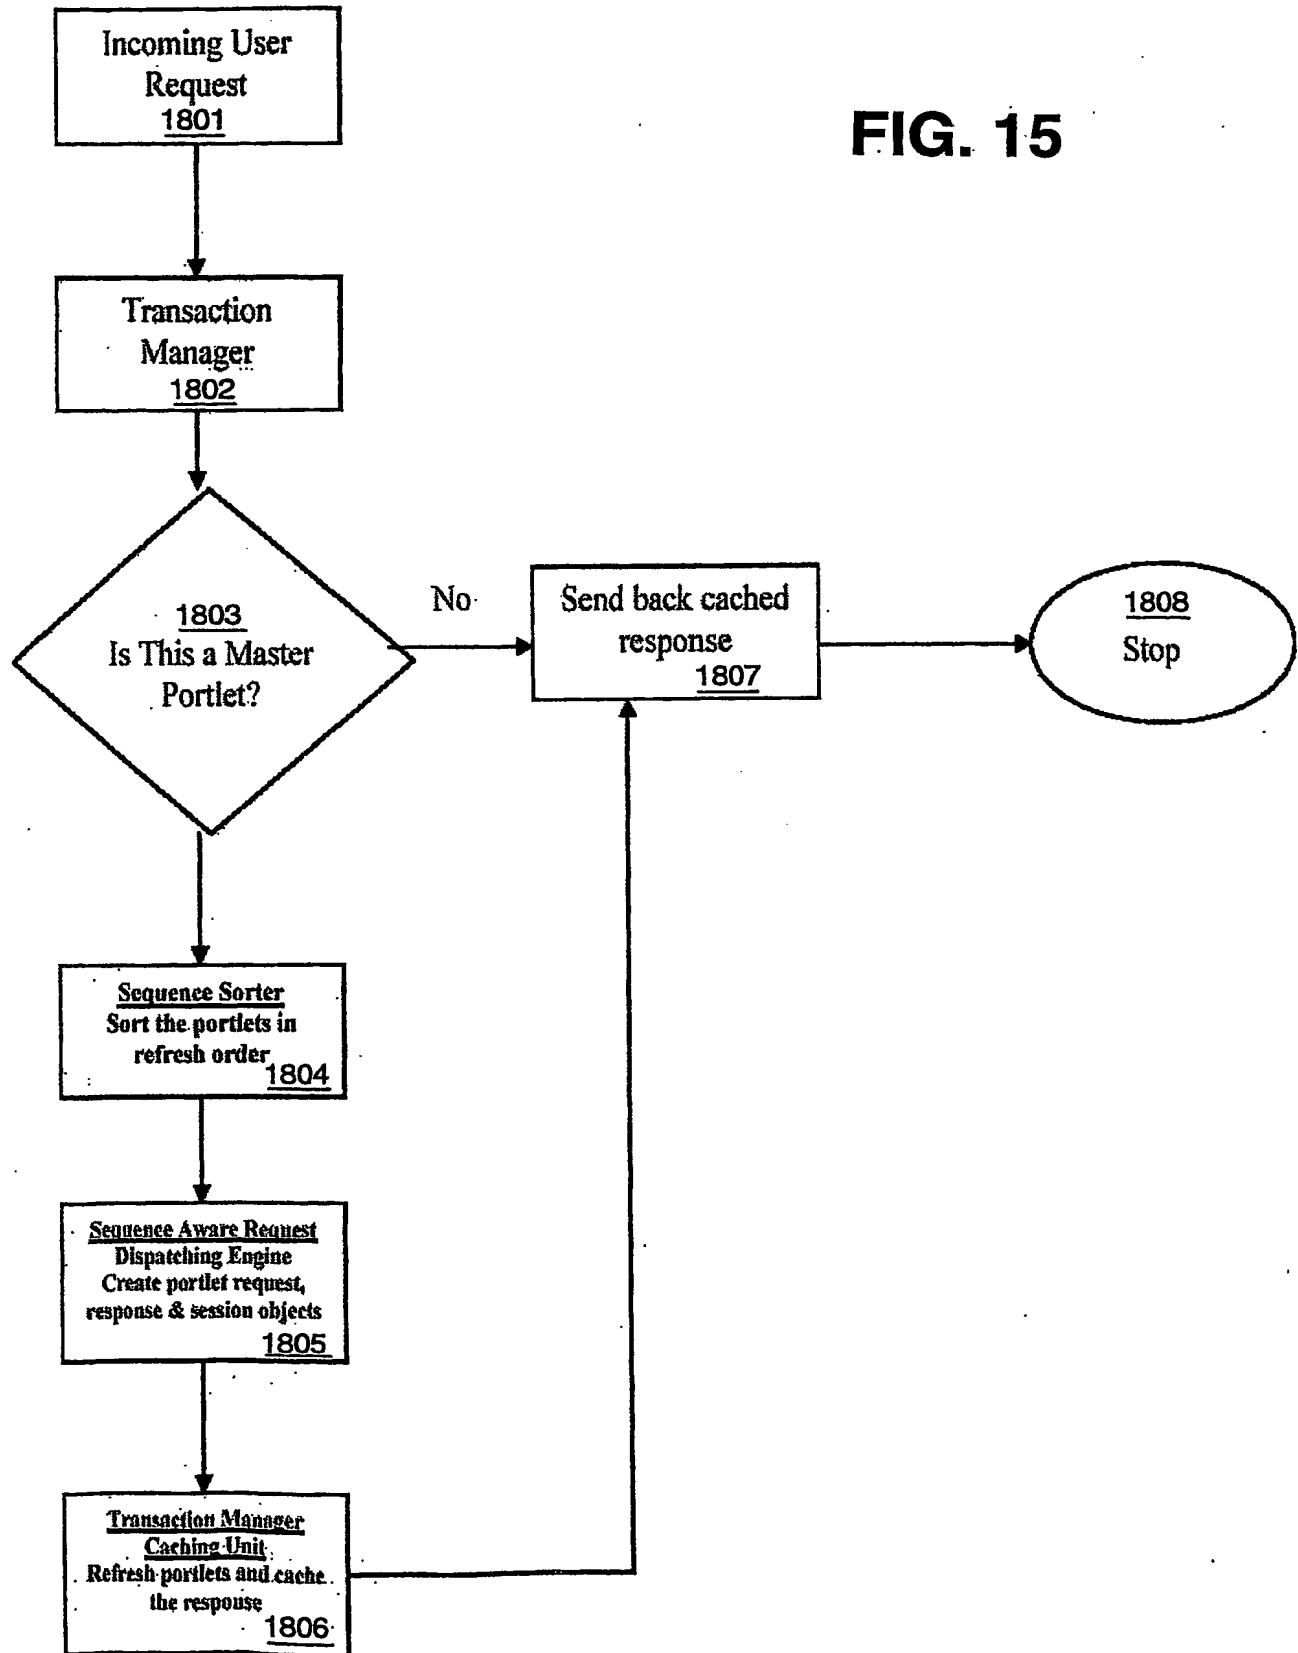 Incoming User
Request
1801
FIG. 15
Transaction
Manager
1802
1803
Is This a Master
Portlet?
No
Send back cached
response
1807
1808
Stop
Sequence Sorter
Sort the portlets in
refresh order
1804
Sequence Aware Request
Dispatching Engine
Create portlet request,
response & session objects
1805
Transaction Manager
Caching Unit
Refresh portlets and cache
the response
1806